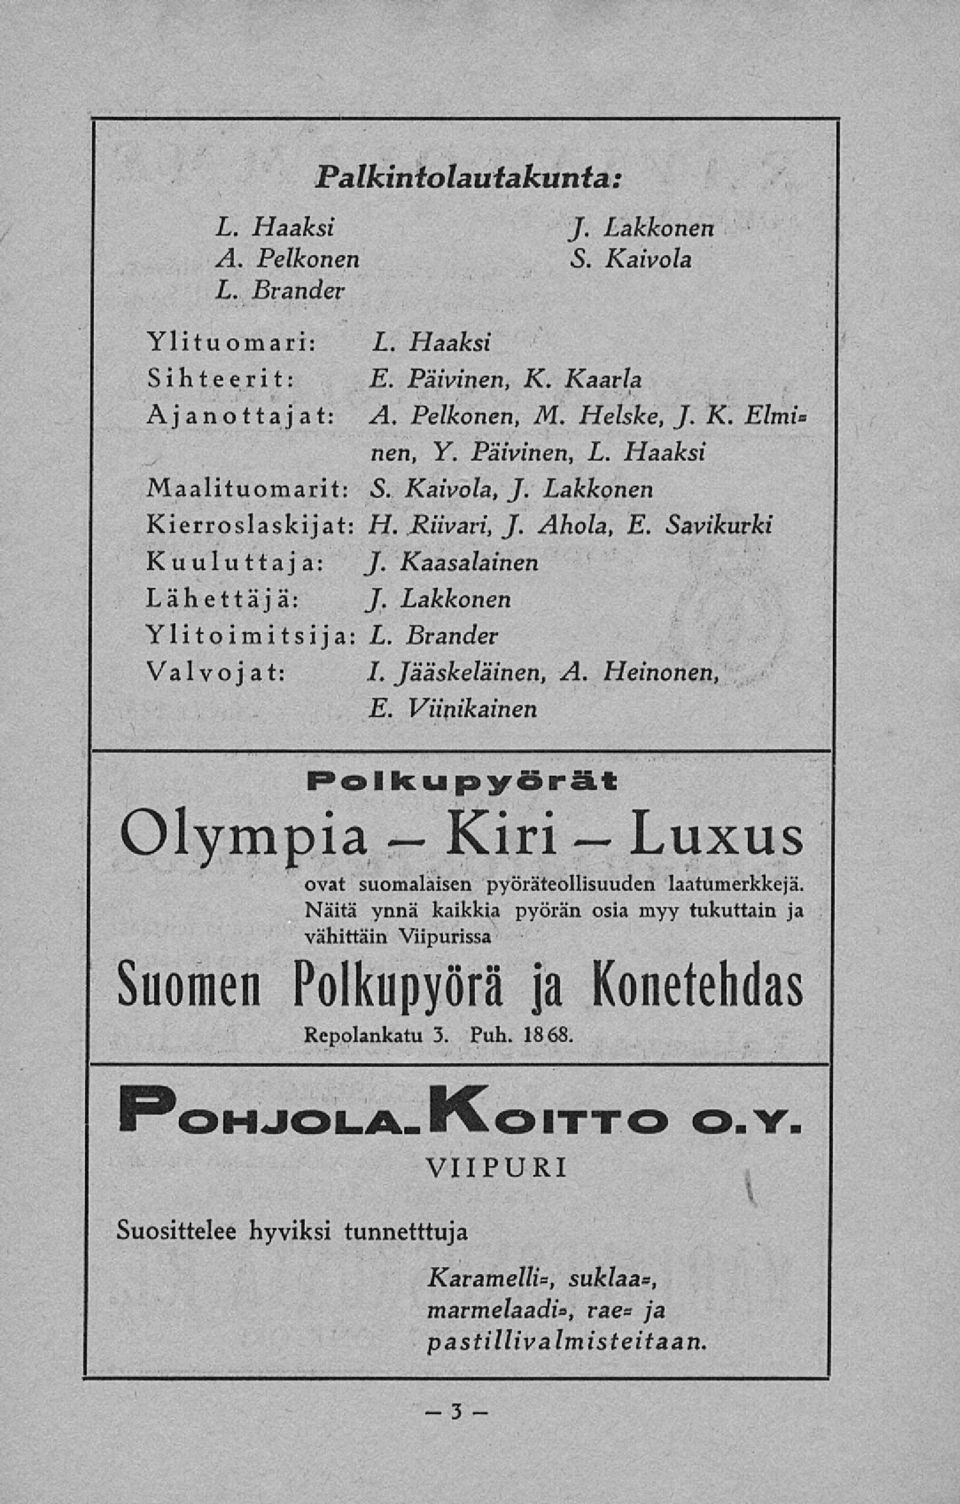 Palkintolautakunta:
L. Haaksi J. Lakkonen
A. Pelkonen S. Kaivola
L. Brander
Ylituomari: L. Haaksi
Sihteerit: E. Päivinen, K. Kaarla
Ajanottajat: A. Pelkonen, M. Helske, J. K. Elmi=
nen, Y. Päivinen, L. Haaksi
Maalituomarit: S. Kaivola, J. Lakkonen
Kierroslaskijat: H. Riivari, J. Ahola, E. Savikurki
Kuuluttaja: J. Kaasalainen
Lähettäjä: J. Lakkonen
Ylitoimitsija: L. Brander
Valvojat: I. Jääskeläinen, A. Heinonen,
E. Viinikainen
Polkupyörät
Olympia – Kiri – Luxus
ovat suomalaisen pyöräteollisuuden laatumerkkejä.
Näitä ynnä kaikkia pyörän osia myy tukuttain ja
vähittäin Viipurissa
Suomen Polkupyörä ja Konetehdas
Repolankatu 3. Puh. 1868.
POHJOLA-KOITTO O.Y.
VIIPURI
Suosittelee hyviksi tunnetttuja
Karamelli=, suklaa=,
marmelaadi=, rae= ja
pastillivalmisteitaan.
– 3 –